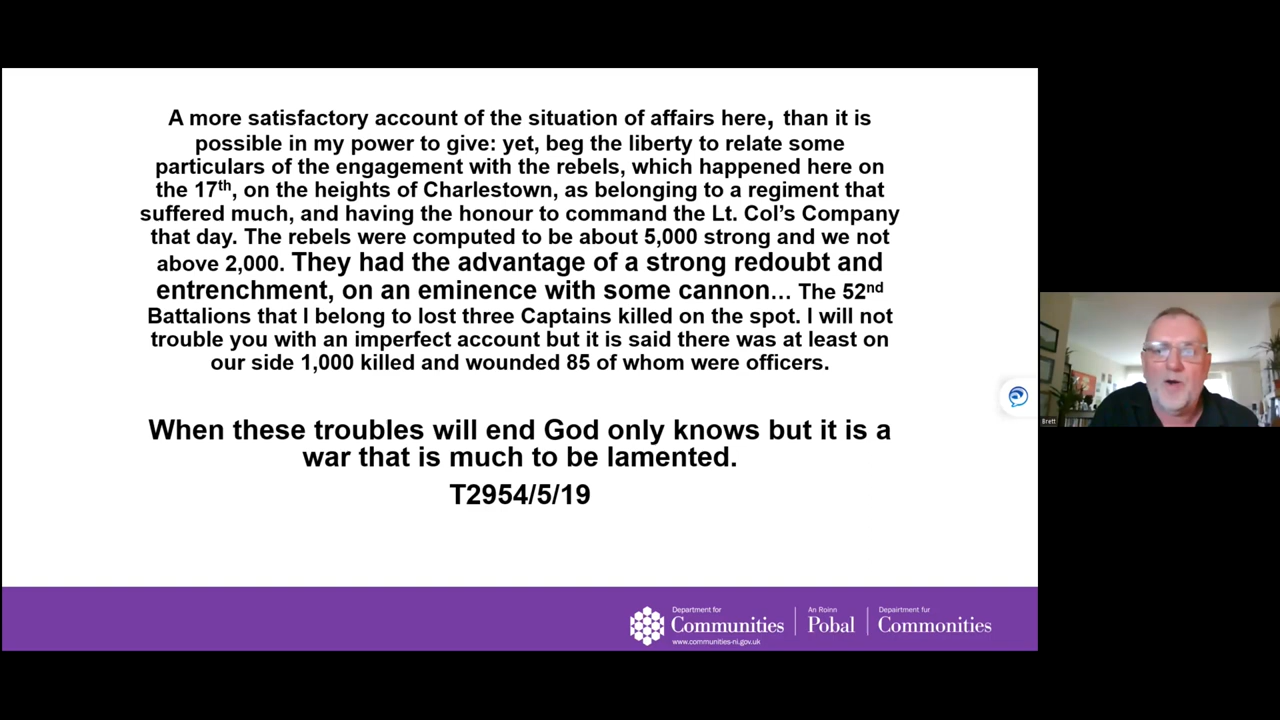 A more satisfactory account of the situation of affairs here, than it is
possible in my power to give: yet, beg the liberty to relate some
particulars of the engagement with the rebels, which happened here on
the 17th, on the heights of Charlestown, as belonging to a regiment that
suffered much, and having the honour to command the Lt. Col’s Company
that day. The rebels were computed to be about 5,000 strong and we not
above 2,000. They had the advantage of a strong redoubt and
entrenchment, on an eminence with some cannon... The 52nd
Battalions that I belong to lost three Captains killed on the spot. I will not
trouble you with an imperfect account but it is said there was at least on
our side 1,000 killed and wounded 85 of whom were officers.
When these troubles will end God only knows but it is a
war that is much to be lamented.
T2954/5/19
Department for
Communities
www.communities-ni.gov.uk
An Roinn
Pobal
Depairtment fur
Commonities
Brett